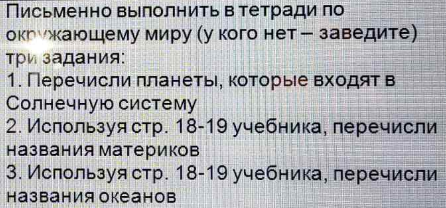 Письменно выполнить в тетради по
окружающему миру (у кого нет – заведите)
три задания:
1. Перечисли планеты, которые входят в
Солнечную систему
2. Используя стр. 18-19 учебника, перечисли
названия материков
3. Используя стр. 18-19 учебника, перечисли
названия океанов